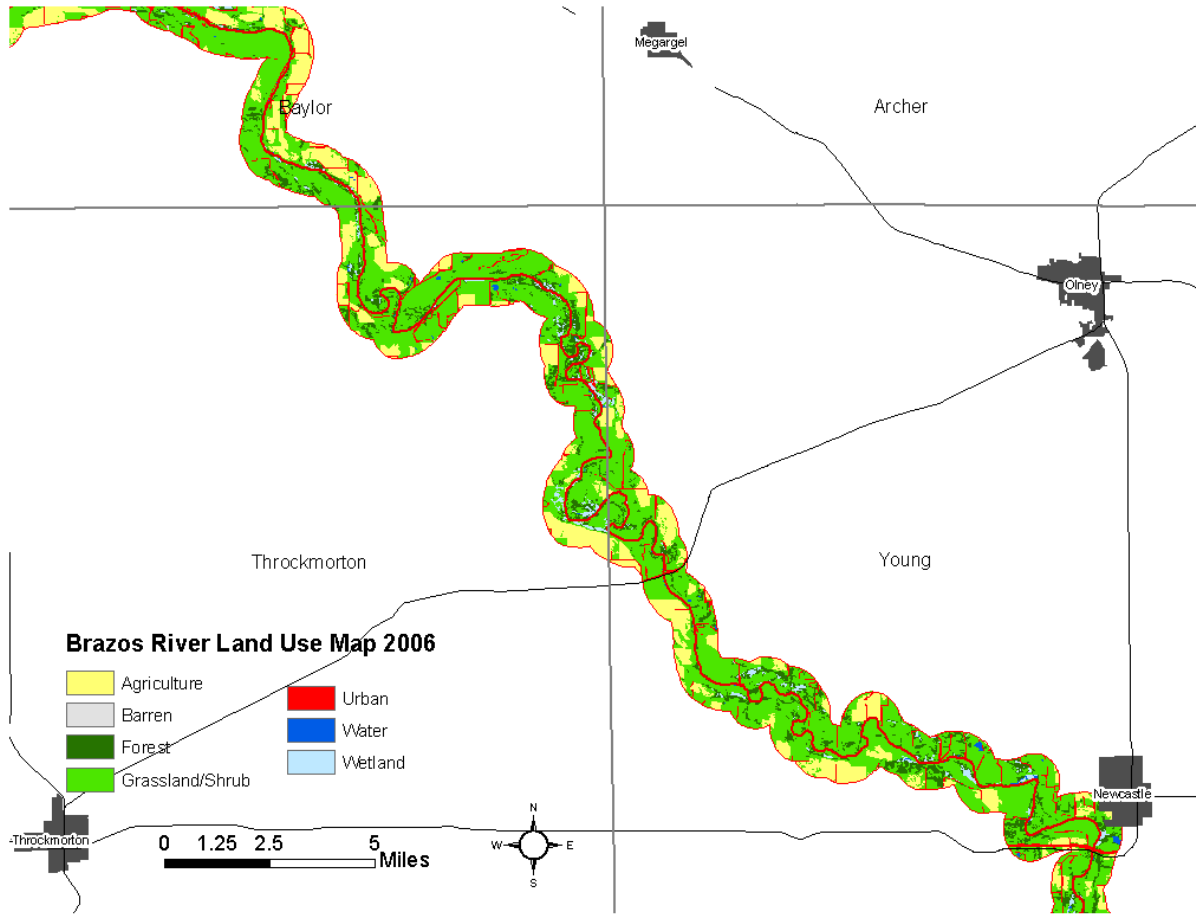 Megargel
Baylor
Archer
Olney
Throckmorton
Young
Brazos River Land Use Map 2006
Agriculture
Barren
Forest
Grassland/Shrub
Urban
Water
Wetland
Newcastle
Throckmorton
0 1.25 2.5 5
Miles
N
W E
S